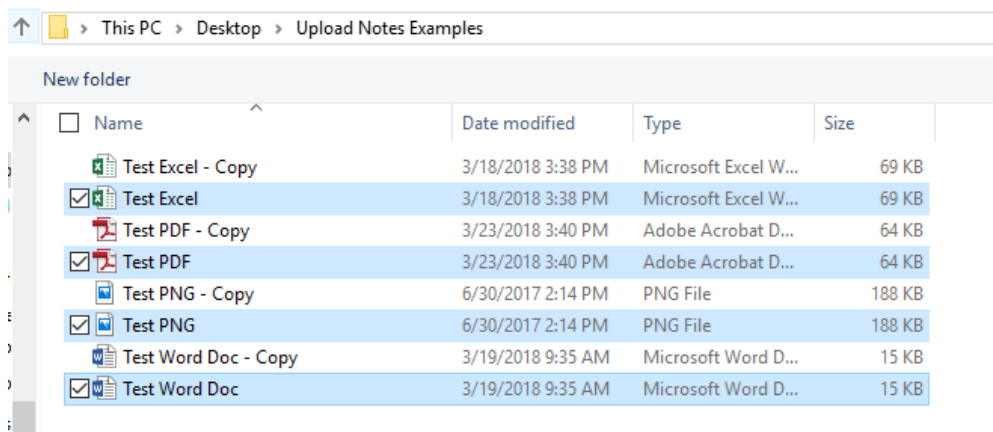 This PC > Desktop > Upload Notes Examples
New folder
Name Date modified Type Size
Test Excel - Copy 3/18/2018 3:38 PM Microsoft Excel W... 69 KB
Test Excel 3/18/2018 3:38 PM Microsoft Excel W... 69 KB
Test PDF - Copy 3/23/2018 3:40 PM Adobe Acrobat D... 64 KB
Test PDF 3/23/2018 3:40 PM Adobe Acrobat D... 64 KB
Test PNG - Copy 6/30/2017 2:14 PM PNG File 188 KB
Test PNG 6/30/2017 2:14 PM PNG File 188 KB
Test Word Doc - Copy 3/19/2018 9:35 AM Microsoft Word D... 15 KB
Test Word Doc 3/19/2018 9:35 AM Microsoft Word D... 15 KB